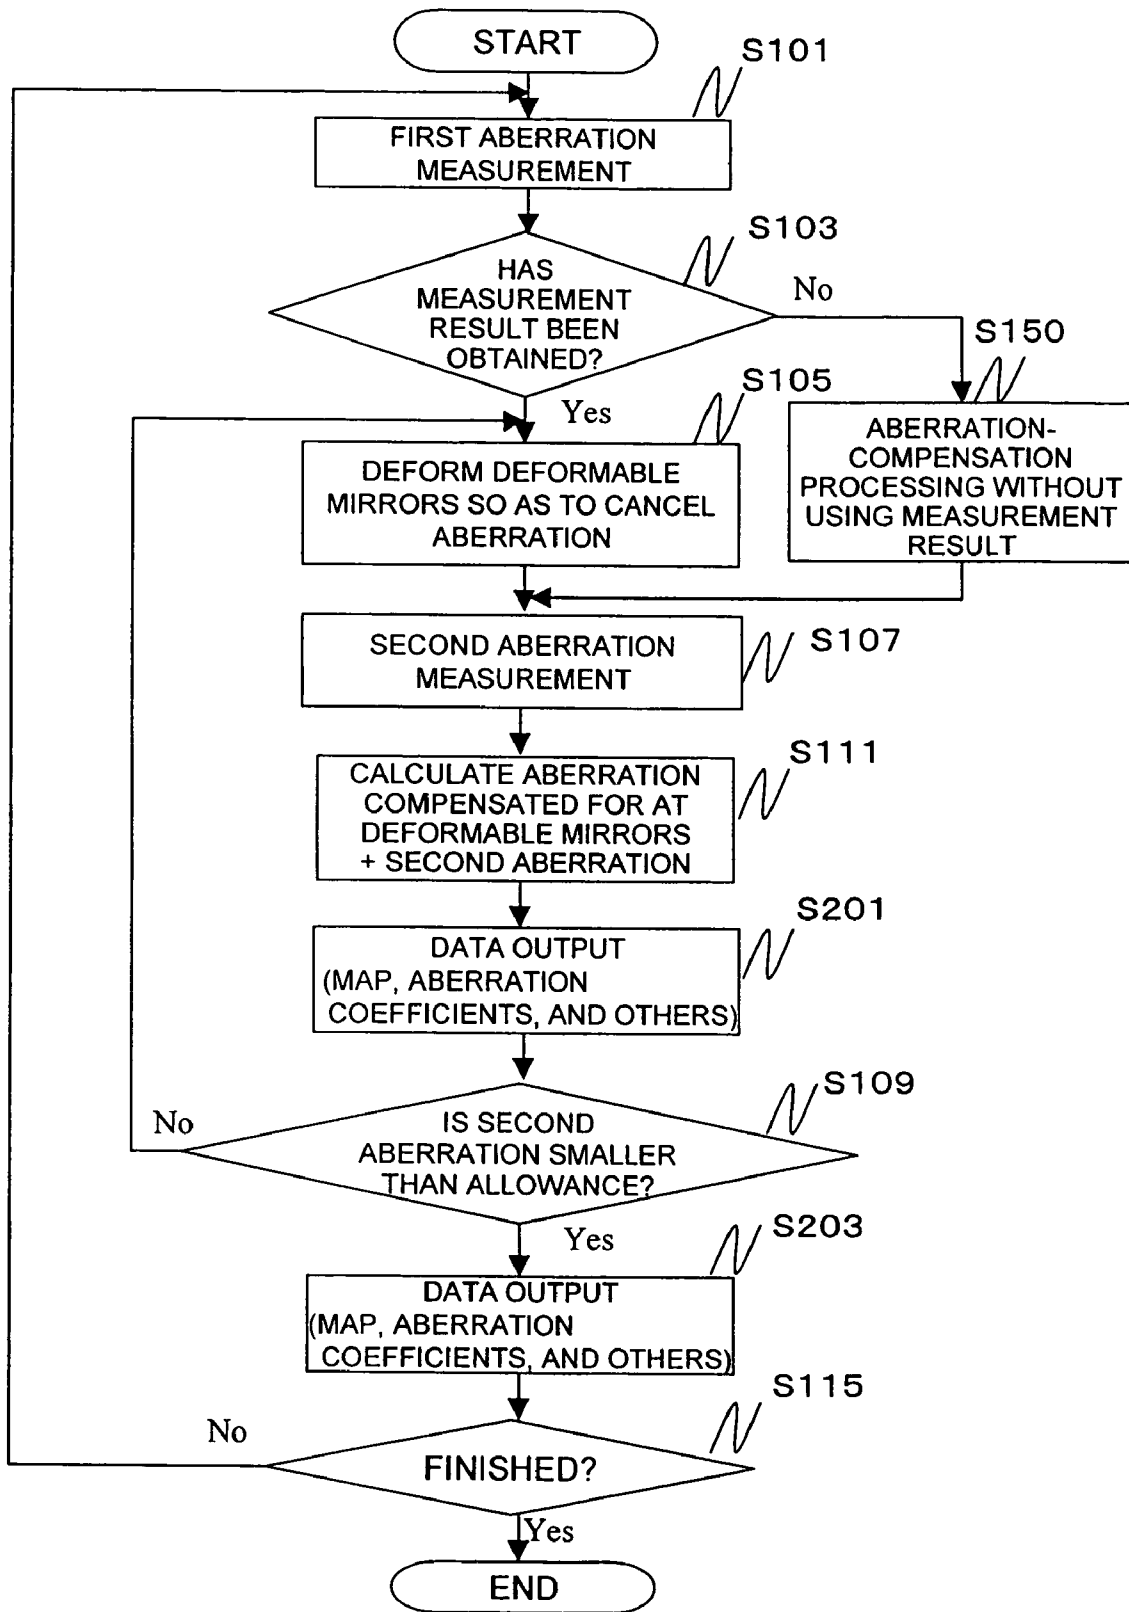 START
S101
FIRST ABERRATION
MEASUREMENT
S103
HAS
MEASUREMENT
RESULT BEEN
OBTAINED?
No
S150
Yes
S105
ABERRATION-
COMPENSATION
PROCESSING WITHOUT
USING MEASUREMENT
RESULT
DEFORM DEFORMABLE
MIRRORS SO AS TO CANCEL
ABERRATION
S107
SECOND ABERRATION
MEASUREMENT
S111
CALCULATE ABERRATION
COMPENSATED FOR AT
DEFORMABLE MIRRORS
+ SECOND ABERRATION
S201
DATA OUTPUT
(MAP, ABERRATION
COEFFICIENTS, AND OTHERS)
S109
No
IS SECOND
ABERRATION SMALLER
THAN ALLOWANCE?
Yes
S203
DATA OUTPUT
(MAP, ABERRATION
COEFFICIENTS, AND OTHERS)
S115
No
FINISHED?
Yes
END